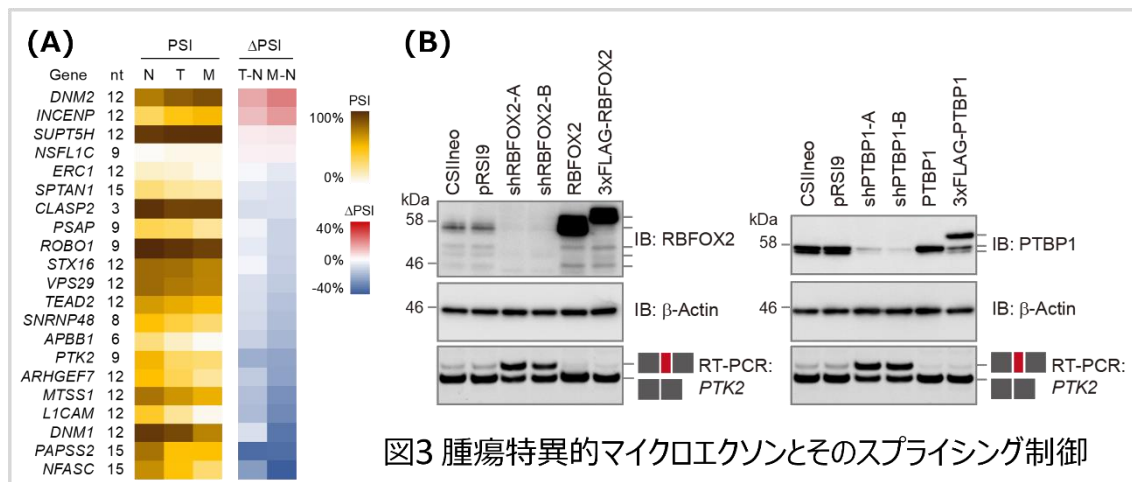 (A)
PSI ΔPSI
Gene nt N T M T-N M-N
DNM2 12
INCENP 12
SUPT5H 12
NSFL1C 9
ERC1 12
SPTAN1 15
CLASP2 3
PSAP 9
ROBO1 9
STX16 12
VPS29 12
TEAD2 12
SNRNP48 8
APBB1 6
PTK2 9
ARHGEF7 12
MTSS1 12
L1CAM 12
DNM1 12
PAPSS2 15
NFASC 15
PSI
100%
0%
ΔPSI
40%
0%
-40%
(B)
CSIIneo
pRSI9
shRBFOX2-A
shRBFOX2-B
RBFOX2
3xFLAG-RBFOX2
kDa
58
46
IB: RBFOX2
46
IB: β-Actin
RT-PCR:
PTK2
CSIIneo
pRSI9
shPTBP1-A
shPTBP1-B
PTBP1
3xFLAG-PTBP1
kDa
58
IB: PTBP1
46
IB: β-Actin
RT-PCR:
PTK2
図3 腫瘍特異的マイクロエクソンとそのスプライシング制御